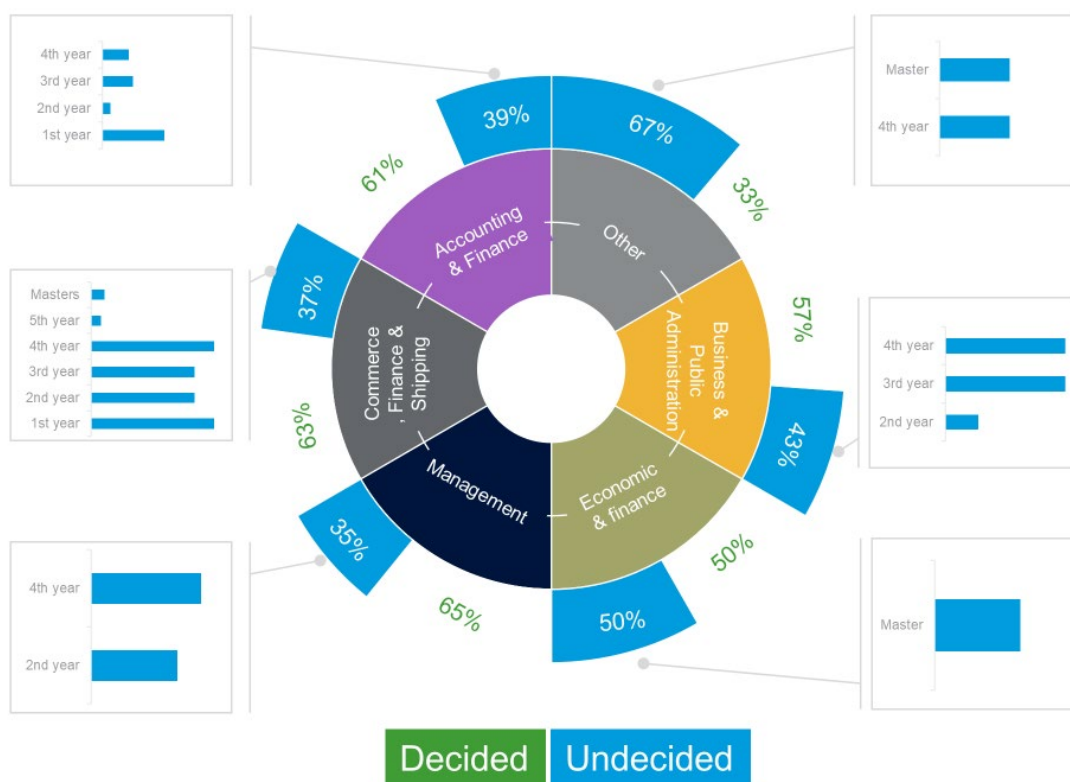 4th year
3rd year
2nd year
1st year
Master
4th year
39%
67%
61%
33%
Accounting
& Finance
Other
Masters
5th year
4th year
3rd year
2nd year
1st year
37%
Commerce
, Finance &
Shipping
63%
Business &
Public
Administration
57%
43%
4th year
3rd year
2nd year
Management
Economic
& finance
35%
65%
50%
50%
4th year
2nd year
Master
Decided
Undecided